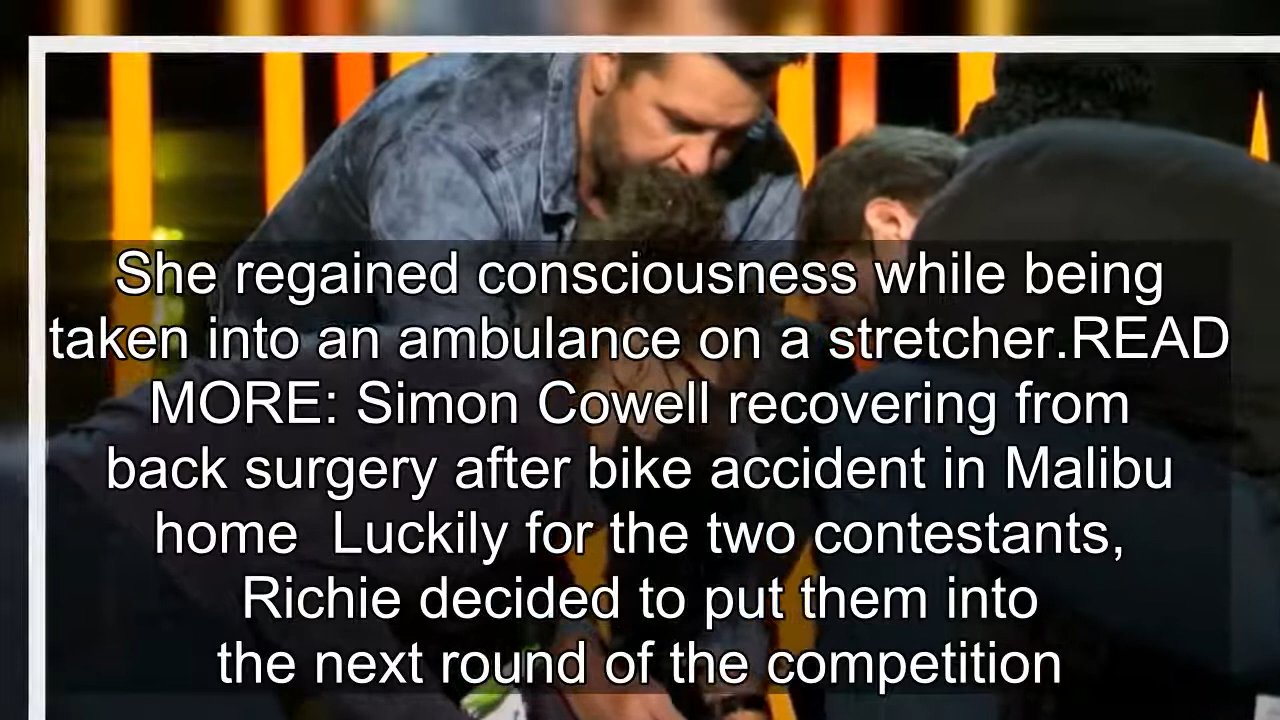 She regained consciousness while being
taken into an ambulance on a stretcher.READ
MORE: Simon Cowell recovering from
back surgery after bike accident in Malibu
home  Luckily for the two contestants,
Richie decided to put them into
the next round of the competition